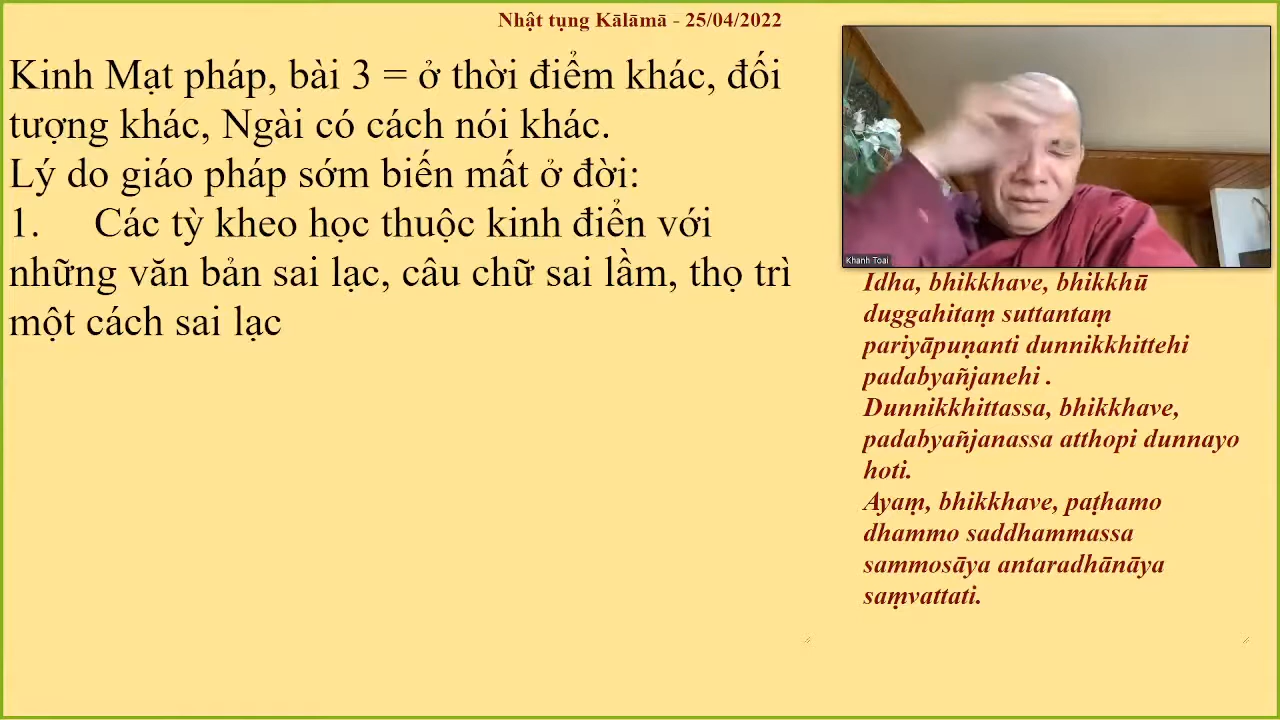 Nhật tụng Kālāmā - 25/04/2022
Kinh Mạt pháp, bài 3 = ở thời điểm khác, đối
tượng khác, Ngài có cách nói khác.
Lý do giáo pháp sớm biến mất ở đời:
1. Các tỳ kheo học thuộc kinh điển với
những văn bản sai lạc, câu chữ sai lầm, thọ trì
một cách sai lạc
Khanh Toai
Idha, bhikkhave, bhikkhū
duggahitaṃ suttantaṃ
pariyāpuṇanti dunnikkhittehi
padabyañjanehi .
Dunnikkhittassa, bhikkhave,
padabyañjanassa atthopi dunnayo
hoti.
Ayaṃ, bhikkhave, paṭhamo
dhammo saddhammassa
sammosāya antaradhānāya
saṃvattati.